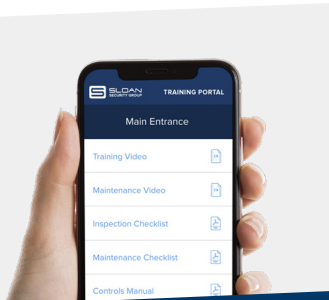 SLOAN
SECURITY GROUP
TRAINING PORTAL
Main Entrance
Training Video
Maintenance Video
Inspection Checklist
Maintenance Checklist
Controls Manual